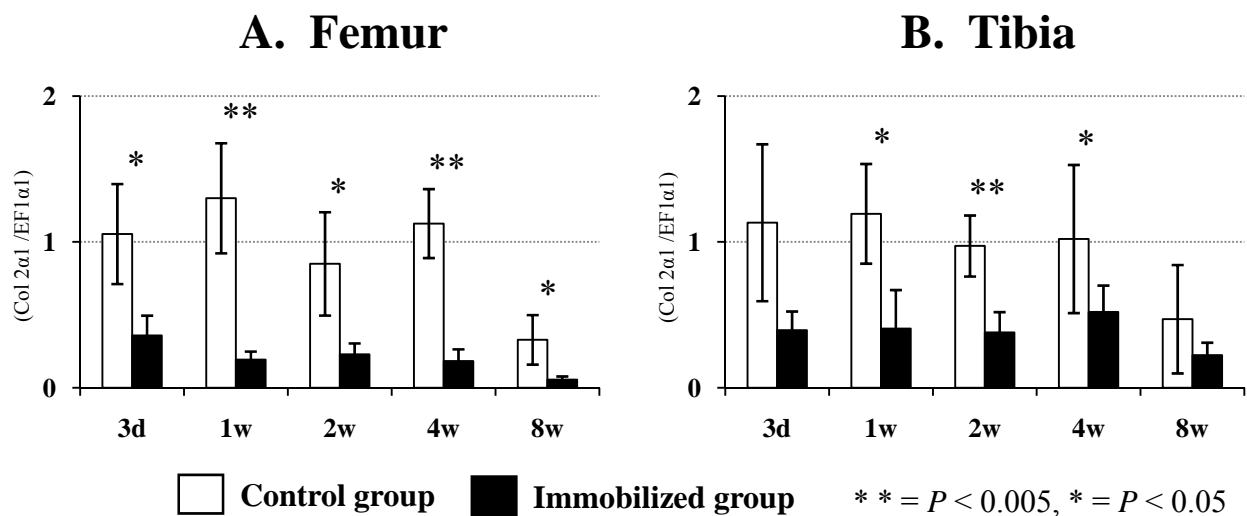 A. Femur
2
1
0
(Col 2α1 /EF1α1)
*
**
*
**
*
3d 1w 2w 4w 8w
B. Tibia
2
1
0
(Col 2α1 /EF1α1)
*
**
*
3d 1w 2w 4w 8w
Control group Immobilized group * * = P < 0.005, * = P < 0.05